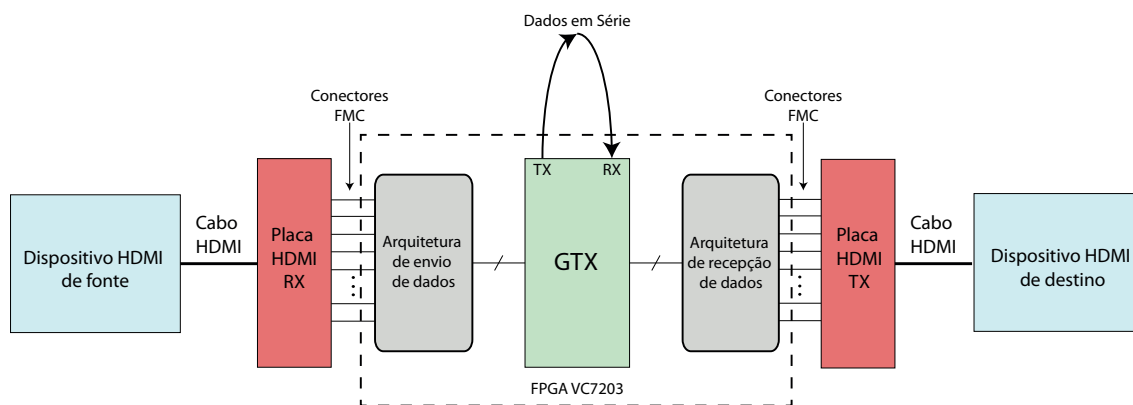 Dados em Série
Conectores
FMC
Conectores
FMC
TX
RX
Dispositivo HDMI
de fonte
Cabo
HDMI
Placa
HDMI
RX
Arquitetura
de envio
de dados
GTX
Arquitetura
de recepção
de dados
Placa
HDMI
TX
Cabo
HDMI
Dispositivo HDMI
de destino
FPGA VC7203